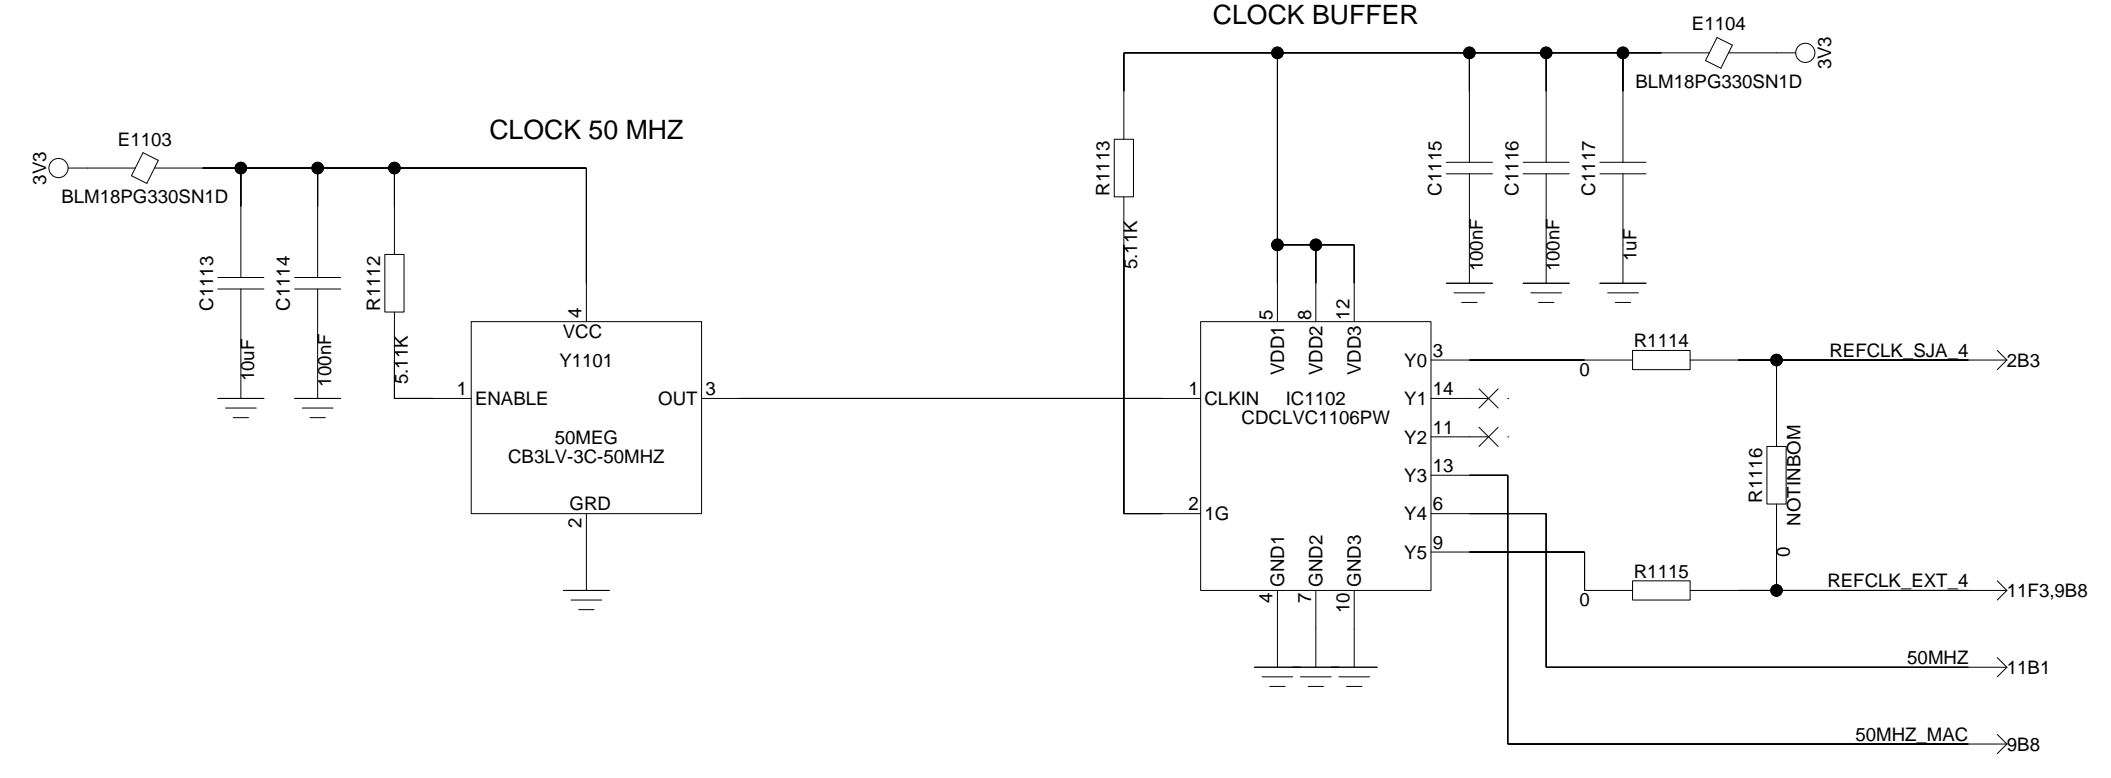 CLOCK BUFFER
E1104
3V3
BLM18PG330SN1D
CLOCK 50 MHZ
E1103
3V3
BLM18PG330SN1D
C1113
10uF
C1114
100nF
R1112
5.11K
4
VCC
Y1101
1
ENABLE
OUT
3
50MEG
CB3LV-3C-50MHZ
GRD
2
R1113
5.11K
C1115
100nF
C1116
100nF
C1117
1uF
5
8
12
VDD1
VDD2
VDD3
1
CLKIN
IC1102
CDCLVC1106PW
2
1G
Y0
3
Y1
14
Y2
11
Y3
13
Y4
6
Y5
9
GND1
GND2
GND3
4
7
10
R1114
0
REFCLK_SJA_4
2B3
R1116
NOTINBOM
0
R1115
0
REFCLK_EXT_4
11F3,9B8
50MHZ
11B1
50MHZ_MAC
9B8